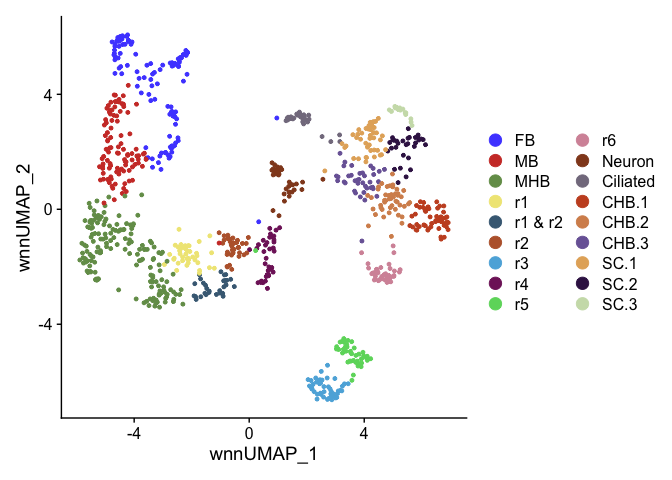 4
0
-4
wnnUMAP_2
-4 0 4
wnnUMAP_1
FB
MB
MHB
r1
r1 & r2
r2
r3
r4
r5
r6
Neuron
Ciliated
CHB.1
CHB.2
CHB.3
SC.1
SC.2
SC.3